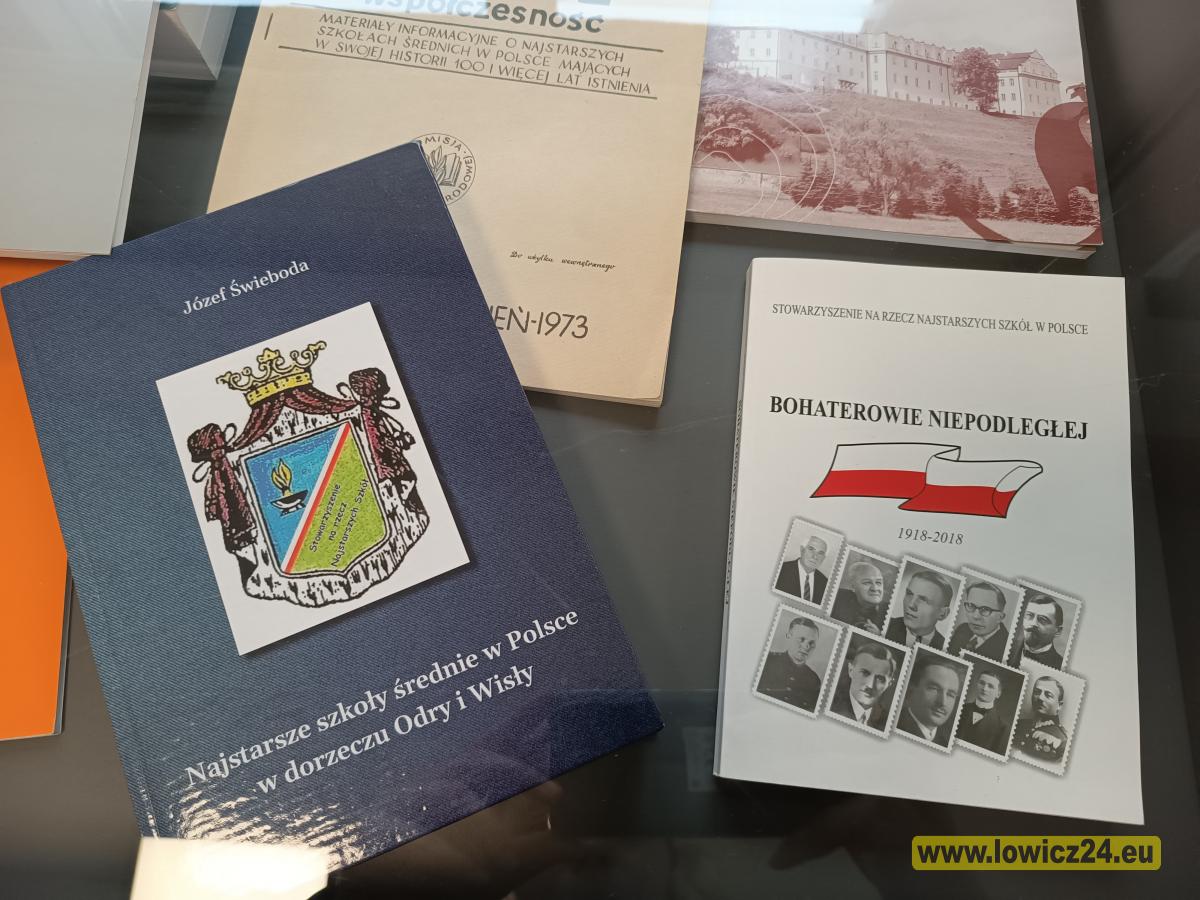 współczesność
MATERIAŁY INFORMACYJNE O NAJSTARSZYCH
SZKOŁACH ŚREDNICH W POLSCE MAJĄCYCH
W SWOJEJ HISTORII 100 I WIĘCEJ LAT ISTNIENIA
Do użytku wewnętrznego
IEŃ-1973
Józef Świeboda
Stowarzyszenie
na rzecz
Najstarszych Szkół
Najstarsze szkoły średnie w Polsce
w dorzeczu Odry i Wisły
STOWARZYSZENIE NA RZECZ NAJSTARSZYCH SZKÓŁ W POLSCE
BOHATEROWIE NIEPODLEGŁEJ
1918-2018
www.lowicz24.eu